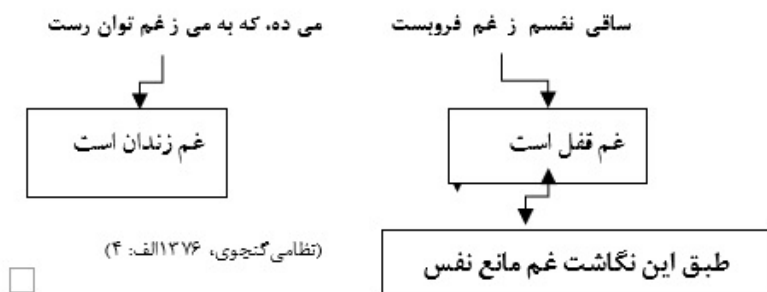 ساقی نفسم ز غم فروبست می ده، که به می ز غم توان رست
غم قفل است
غم زندان است
(نظامی‌گنجوی، ۱۳۷۶الف: ۴)
طبق این نگاشت غم مانع نفس